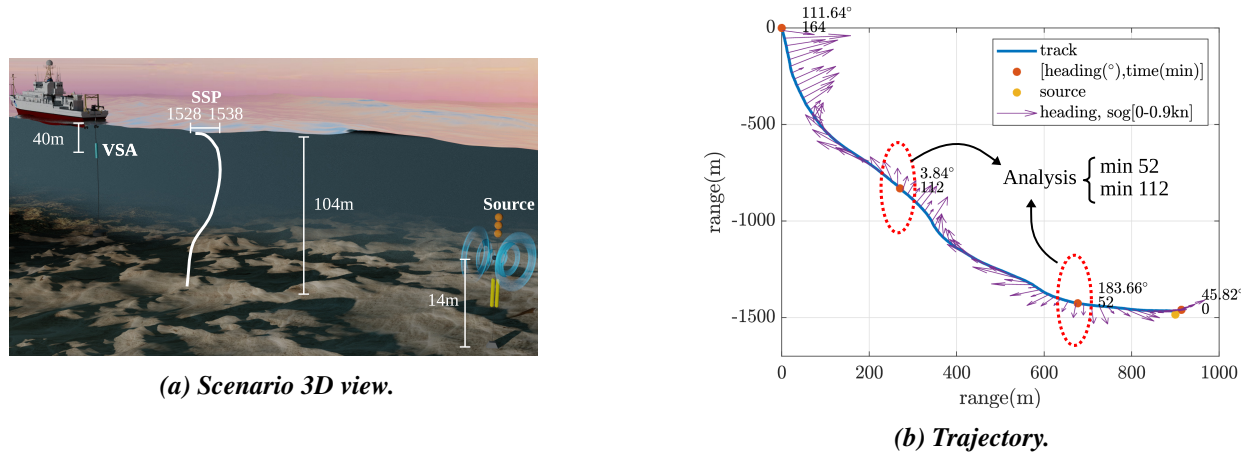 SSP
1528 1538
40m
VSA
104m
Source
14m
(a) Scenario 3D view.
0
-500
-1000
-1500
range(m)
111.64°
164
track
[heading(°),time(min)]
source
heading, sog[0-0.9kn]
3.84°
112
Analysis { min 52
min 112
183.66°
52
45.82°
0
0 200 400 600 800 1000
range(m)
(b) Trajectory.